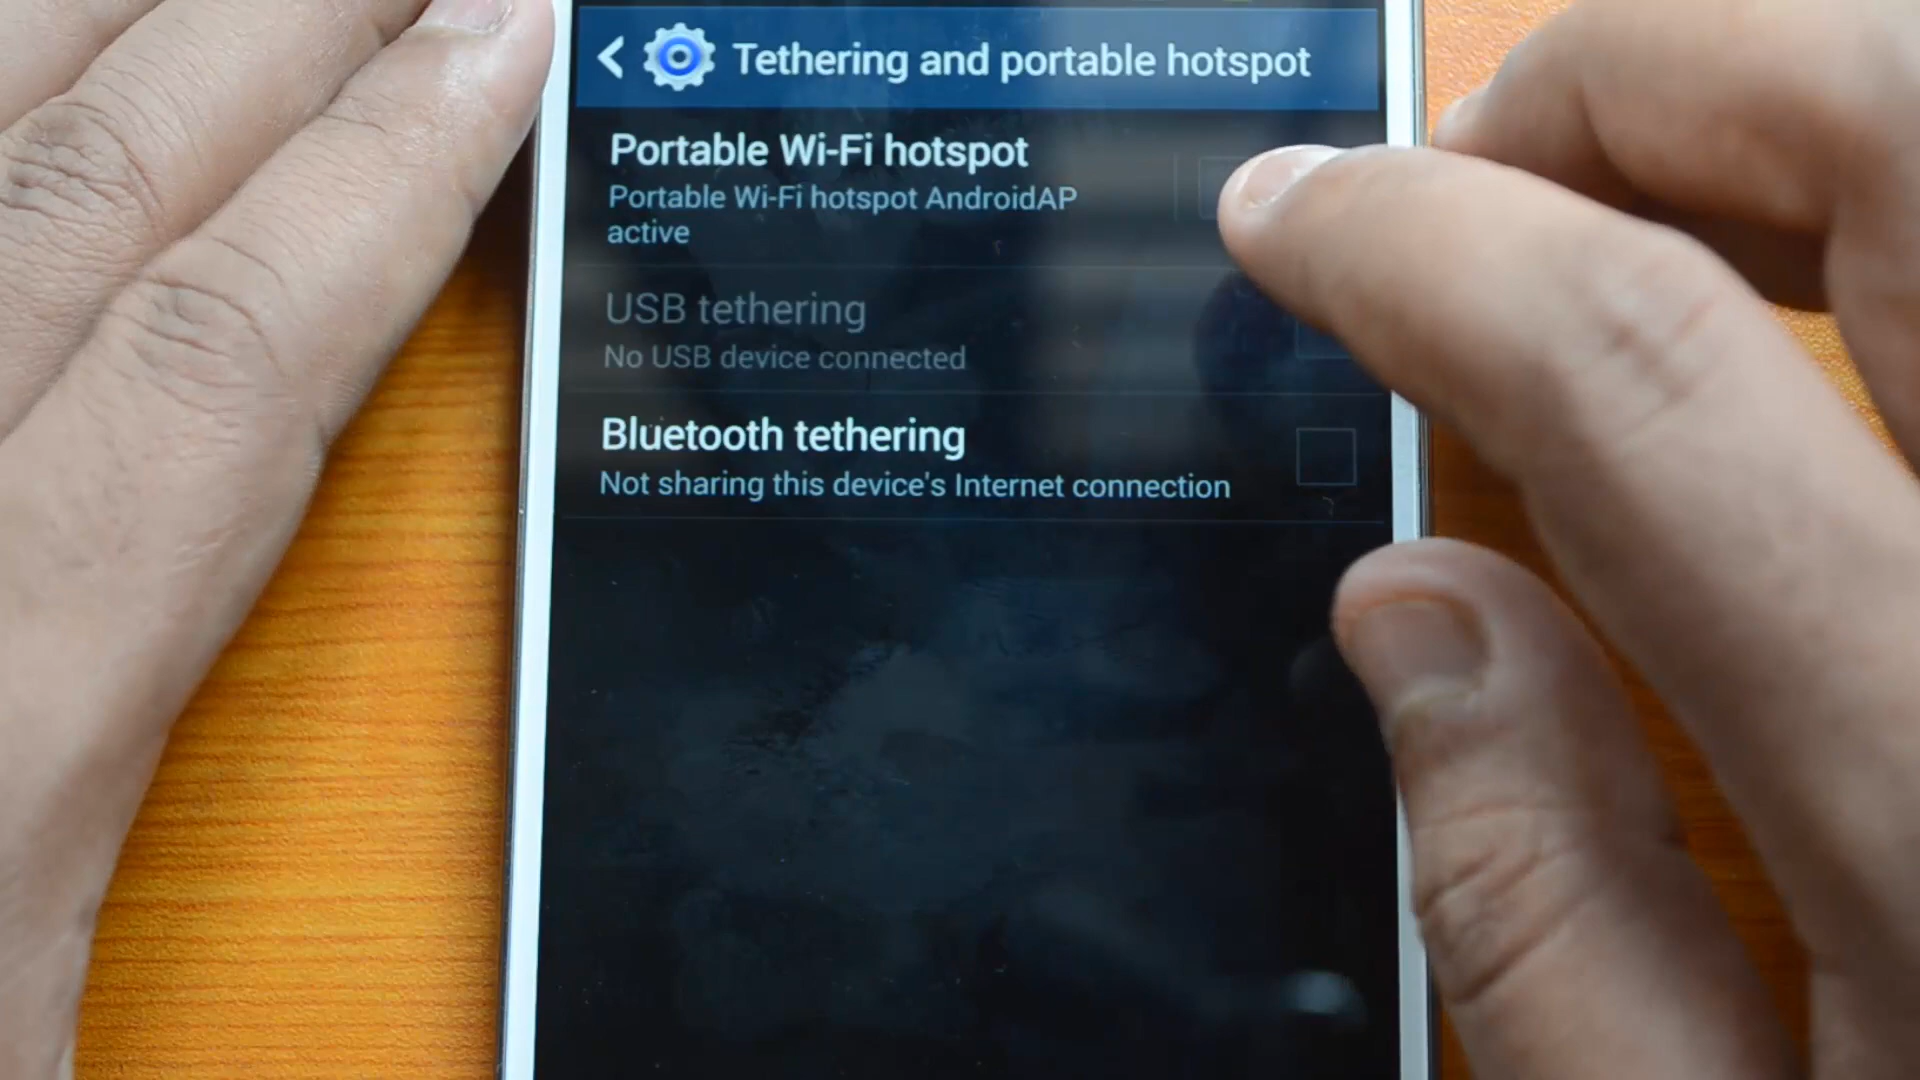 Tethering and portable hotspot
Portable Wi-Fi hotspot
Portable Wi-Fi hotspot AndroidAP
active
USB tethering
No USB device connected
Bluetooth tethering
Not sharing this device's Internet connection